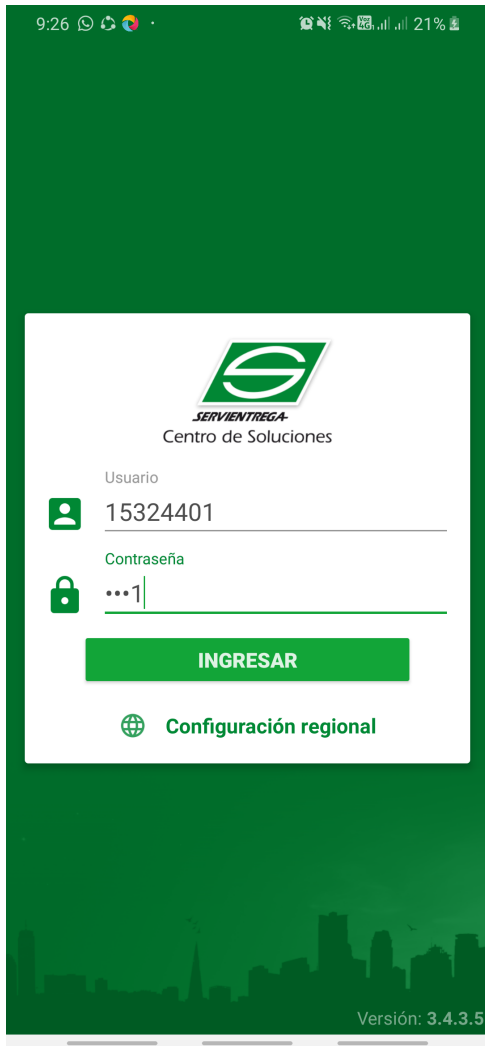 9:26 21%
SERVIENTREGA
Centro de Soluciones
Usuario
15324401
Contraseña
•••1
INGRESAR
Configuración regional
Versión: 3.4.3.5